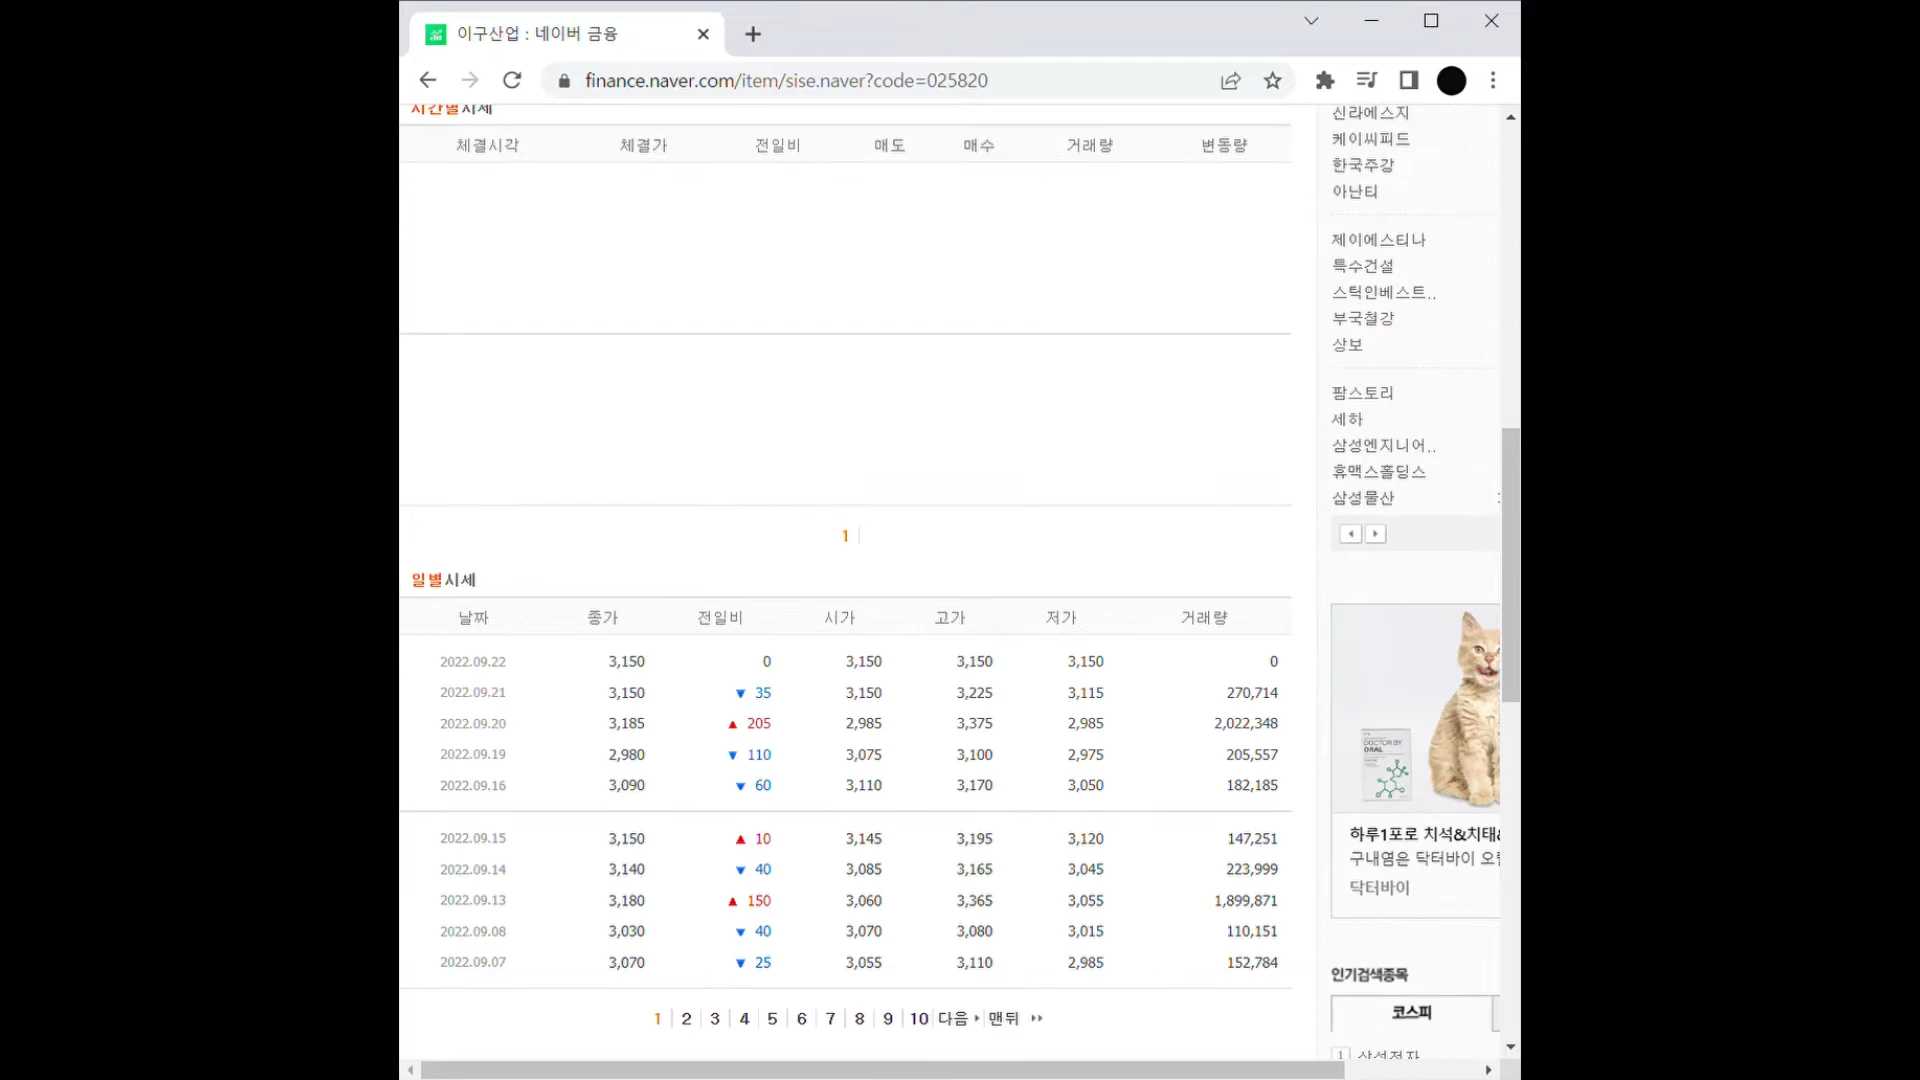 이구산업 : 네이버 금융
finance.naver.com/item/sise.naver?code=025820
시간별시세
체결시각 체결가 전일비 매도 매수 거래량 변동량
1
일별시세
날짜 종가 전일비 시가 고가 저가 거래량
2022.09.22 3,150 0 3,150 3,150 3,150 0
2022.09.21 3,150 ▼ 35 3,150 3,225 3,115 270,714
2022.09.20 3,185 ▲ 205 2,985 3,375 2,985 2,022,348
2022.09.19 2,980 ▼ 110 3,075 3,100 2,975 205,557
2022.09.16 3,090 ▼ 60 3,110 3,170 3,050 182,185
2022.09.15 3,150 ▲ 10 3,145 3,195 3,120 147,251
2022.09.14 3,140 ▼ 40 3,085 3,165 3,045 223,999
2022.09.13 3,180 ▲ 150 3,060 3,365 3,055 1,899,871
2022.09.08 3,030 ▼ 40 3,070 3,080 3,015 110,151
2022.09.07 3,070 ▼ 25 3,055 3,110 2,985 152,784
1 2 3 4 5 6 7 8 9 10 다음 맨뒤
신라에스지
케이씨피드
한국주강
아난티
제이에스티나
특수건설
스틱인베스트..
부국철강
상보
팜스토리
세하
삼성엔지니어..
휴맥스홀딩스
삼성물산
DOCTOR BY
ORAL
하루1포로 치석&치태
구내염은 닥터바이
닥터바이
인기검색종목
코스피
1 삼성전자